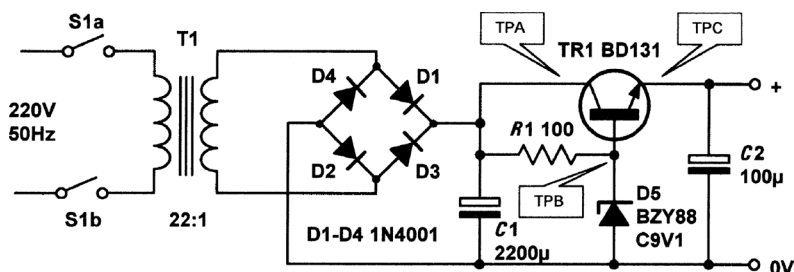 S1a
T1
TPA
TPC
TR1 BD131
D4
D1
+
220V
50Hz
R1 100
C2
100µ
D2
D3
TPB
D5
BZY88
C9V1
S1b
22:1
D1-D4 1N4001
C1
2200µ
0V